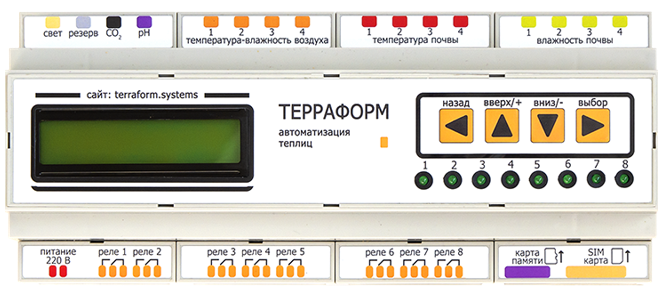 свет резерв CO2 pH
1 2 3 4
температура-влажность воздуха
1 2 3 4
температура почвы
1 2 3 4
влажность почвы
сайт: terraform.systems
ТЕРРАФОРМ
автоматизация
теплиц
назад вверх/+ вниз/- выбор
1 2 3 4 5 6 7 8
питание
220 В
реле 1 реле 2
реле 3 реле 4 реле 5
реле 6 реле 7 реле 8
карта
памяти
SIM
карта